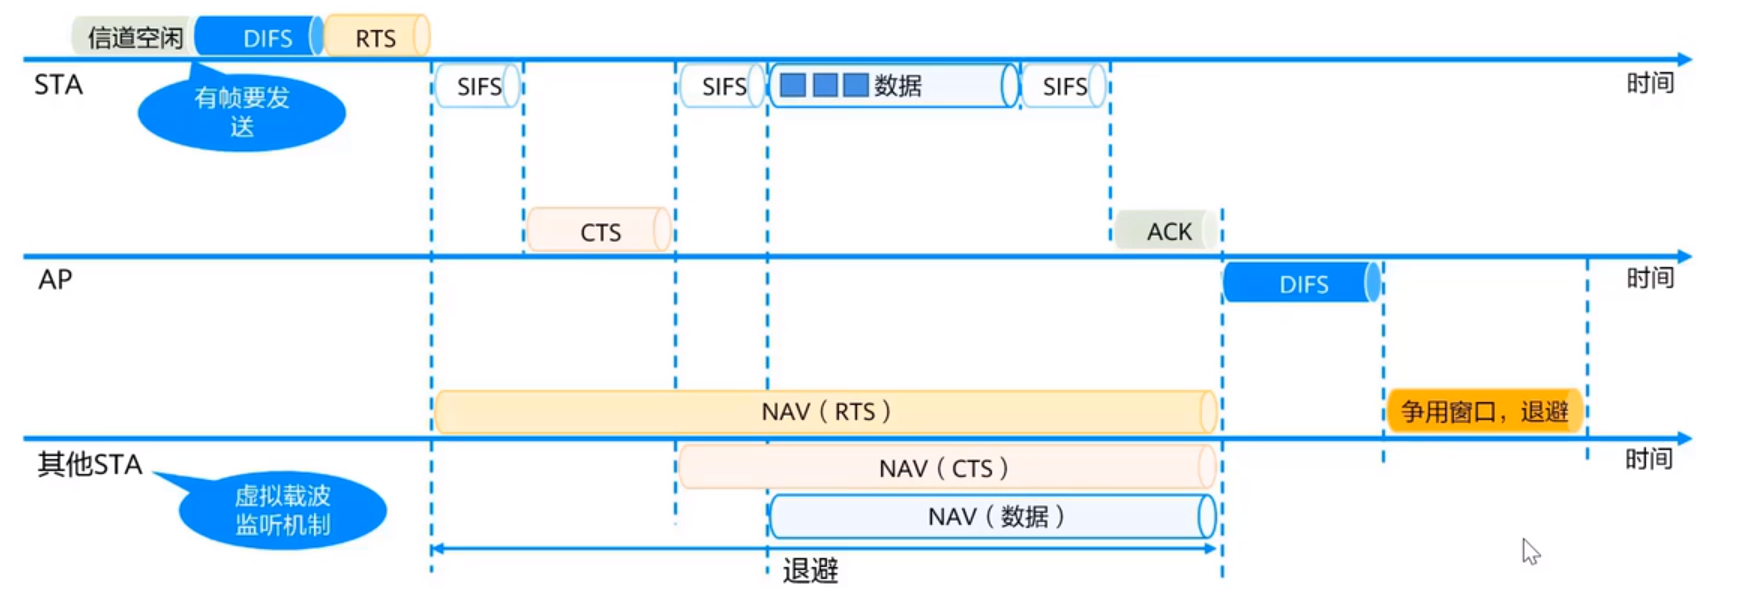 信道空闲
DIFS
RTS
STA
有帧要发
送
SIFS
SIFS
数据
SIFS
时间
CTS
ACK
AP
DIFS
时间
NAV（RTS）
争用窗口，退避
其他STA
虚拟载波
监听机制
NAV（CTS）
时间
NAV（数据）
退避